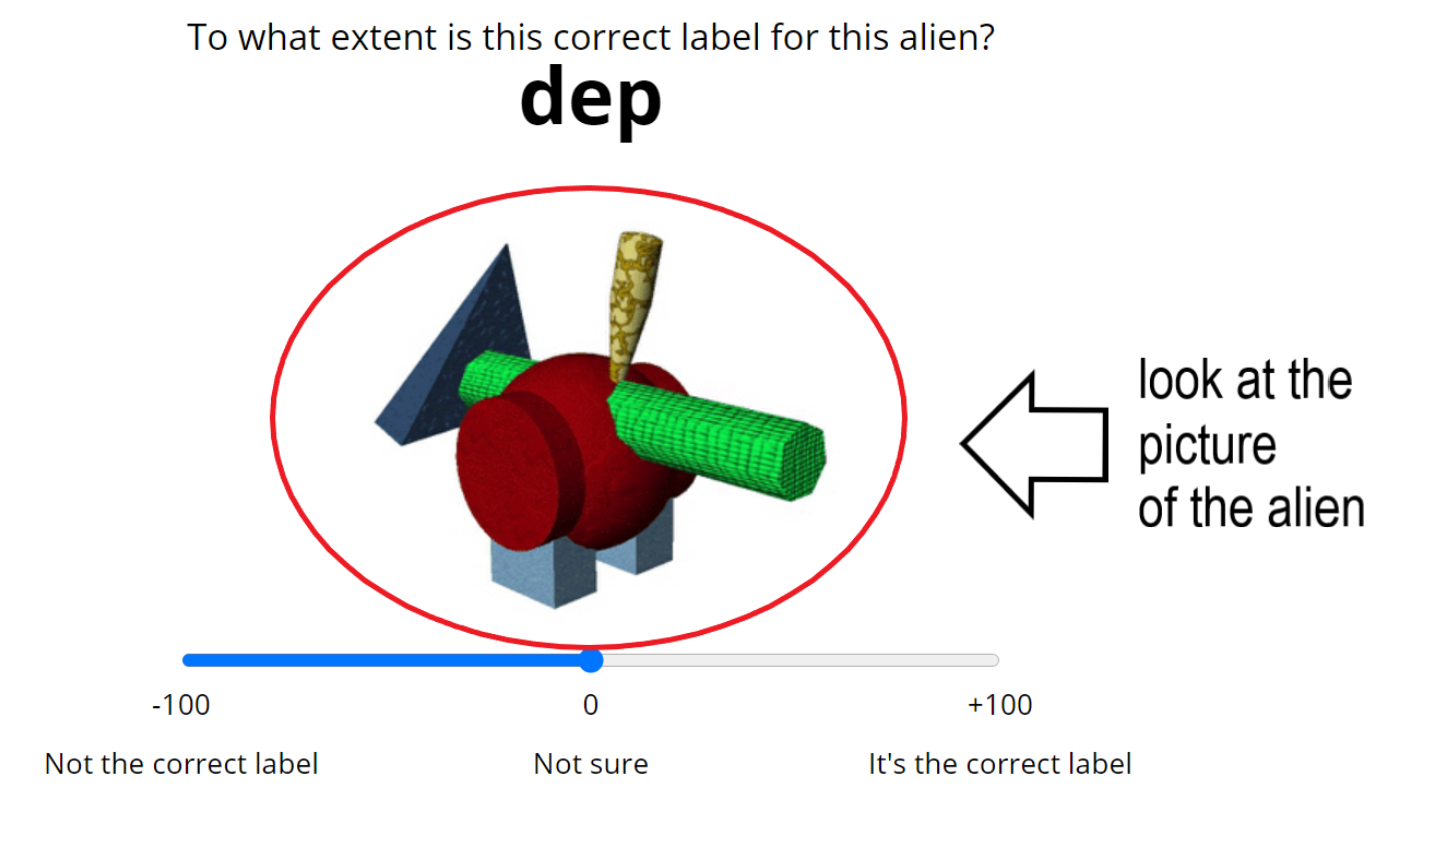 To what extent is this correct label for this alien?
dep
look at the
picture
of the alien
-100
0
+100
Not the correct label
Not sure
It's the correct label